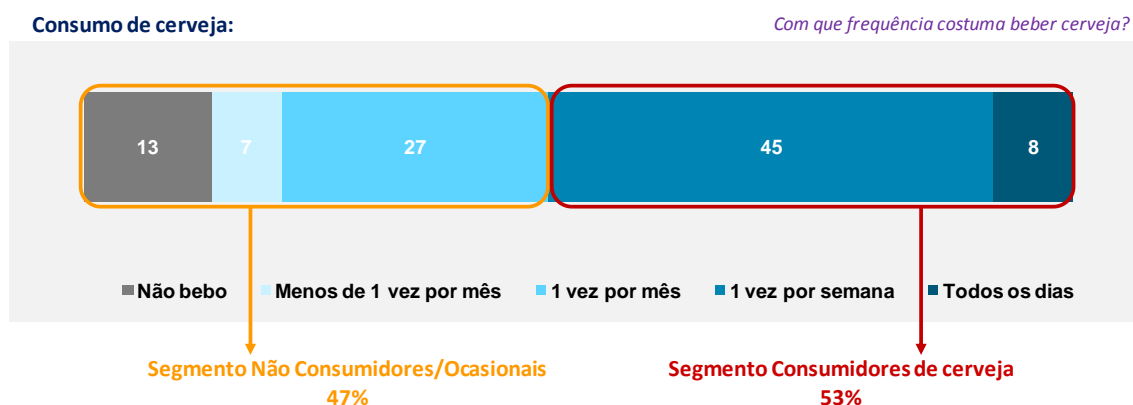 Consumo de cerveja:
Com que frequência costuma beber cerveja?
13 7 27 45 8
Não bebo Menos de 1 vez por mês 1 vez por mês 1 vez por semana Todos os dias
Segmento Não Consumidores/Ocasionais
47%
Segmento Consumidores de cerveja
53%